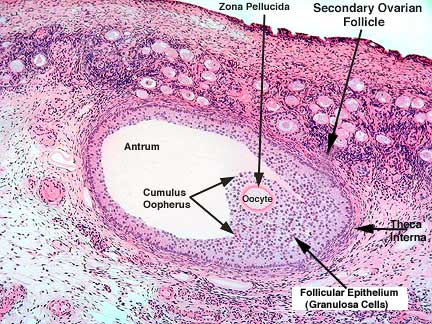 Zona Pellucida
Secondary Ovarian
Follicle
Antrum
Cumulus
Oopherus
Oocyte
Theca
Interna
Follicular Epithelium
(Granulosa Cells)